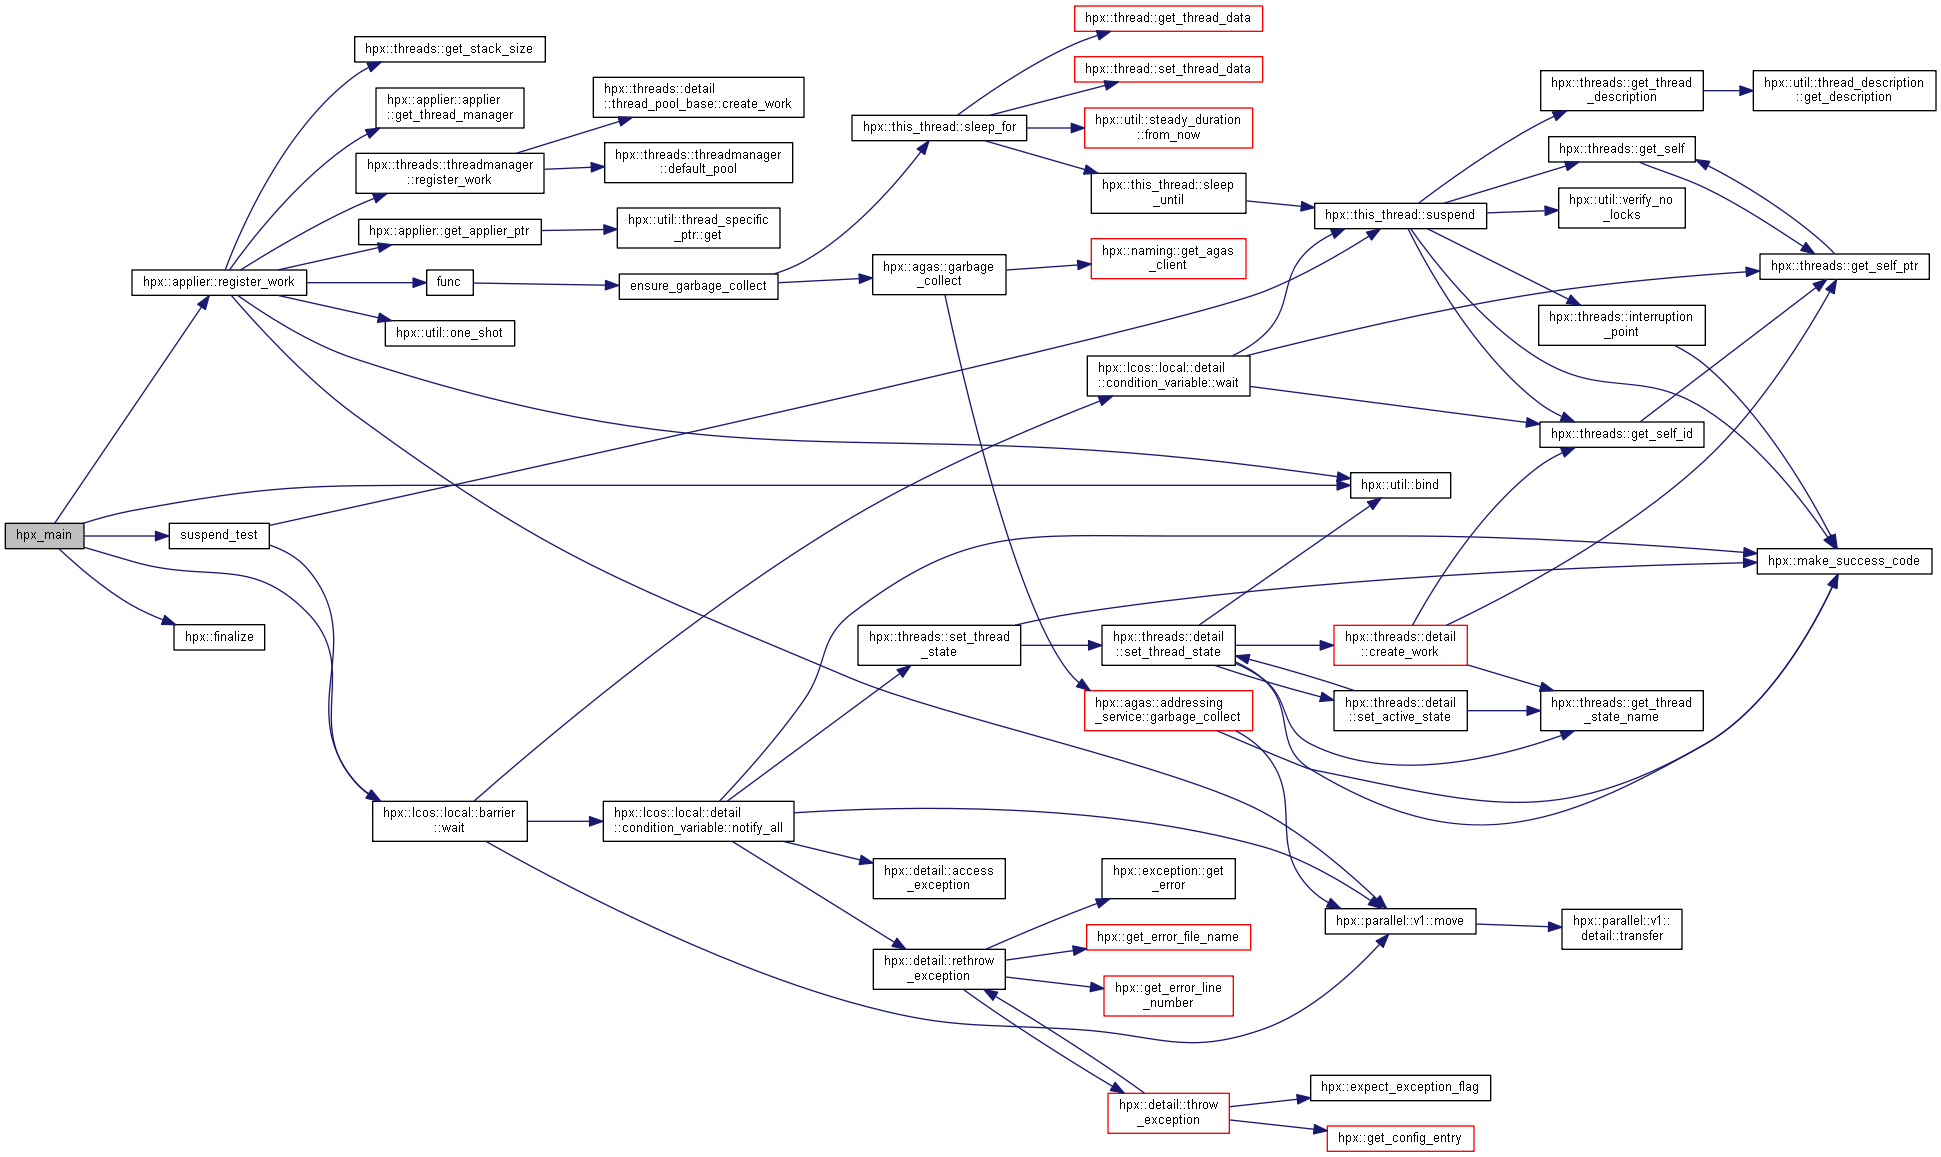 hpx_main
hpx::applier::register_work
suspend_test
hpx::finalize
hpx::threads::get_stack_size
hpx::applier::applier
::get_thread_manager
hpx::threads::threadmanager
::register_work
hpx::applier::get_applier_ptr
func
hpx::util::one_shot
hpx::lcos::local::barrier
::wait
hpx::threads::detail
::thread_pool_base::create_work
hpx::threads::threadmanager
::default_pool
hpx::util::thread_specific
_ptr::get
ensure_garbage_collect
hpx::lcos::local::detail
::condition_variable::notify_all
hpx::this_thread::sleep_for
hpx::agas::garbage
_collect
hpx::threads::set_thread
_state
hpx::detail::access
_exception
hpx::detail::rethrow
_exception
hpx::thread::get_thread_data
hpx::thread::set_thread_data
hpx::util::steady_duration
::from_now
hpx::this_thread::sleep
_until
hpx::naming::get_agas
_client
hpx::lcos::local::detail
::condition_variable::wait
hpx::threads::detail
::set_thread_state
hpx::agas::addressing
_service::garbage_collect
hpx::exception::get
_error
hpx::get_error_file_name
hpx::get_error_line
_number
hpx::detail::throw
_exception
hpx::this_thread::suspend
hpx::util::bind
hpx::threads::detail
::create_work
hpx::threads::detail
::set_active_state
hpx::parallel::v1::move
hpx::expect_exception_flag
hpx::get_config_entry
hpx::threads::get_thread
_description
hpx::threads::get_self
hpx::util::verify_no
_locks
hpx::threads::interruption
_point
hpx::threads::get_self_id
hpx::threads::get_thread
_state_name
hpx::parallel::v1::
detail::transfer
hpx::util::thread_description
::get_description
hpx::threads::get_self_ptr
hpx::make_success_code